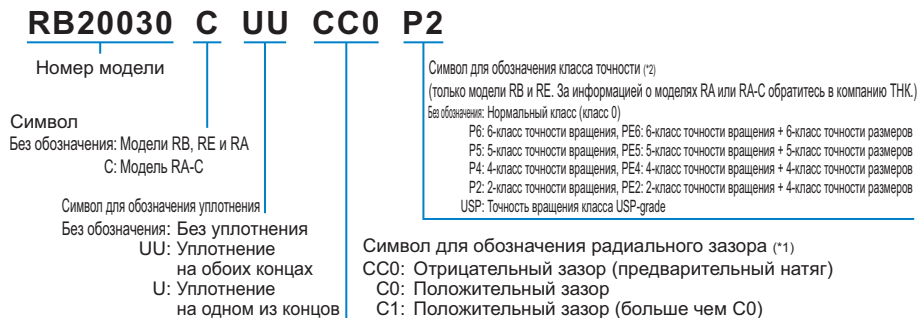 RB20030 C UU CC0 P2
Номер модели
Символ для обозначения класса точности (*2)
(только модели RB и RE. За информацией о моделях RA или RA-C обратитесь в компанию ТНК.)
Без обозначения: Нормальный класс (класс 0)
P6: 6-класс точности вращения, PE6: 6-класс точности вращения + 6-класс точности размеров
P5: 5-класс точности вращения, PE5: 5-класс точности вращения + 5-класс точности размеров
P4: 4-класс точности вращения, PE4: 4-класс точности вращения + 4-класс точности размеров
P2: 2-класс точности вращения, PE2: 2-класс точности вращения + 4-класс точности размеров
USP: Точность вращения класса USP-grade
Символ
Без обозначения: Модели RB, RE и RA
C: Модель RA-C
Символ для обозначения уплотнения
Без обозначения: Без уплотнения
UU: Уплотнение
на обоих концах
U: Уплотнение
на одном из концов
Символ для обозначения радиального зазора (*1)
CC0: Отрицательный зазор (предварительный натяг)
C0: Положительный зазор
C1: Положительный зазор (больше чем C0)